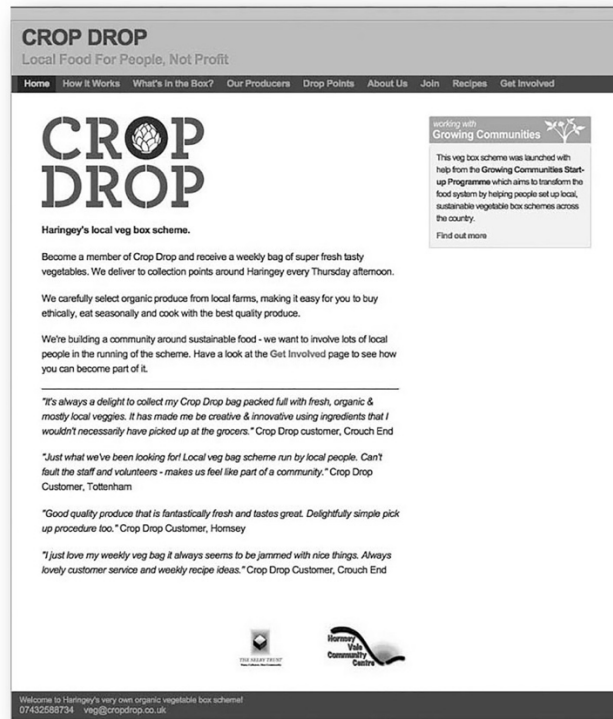 CROP DROP
Local Food For People, Not Profit
Home How It Works What's in the Box? Our Producers Drop Points About Us Join Recipes Get Involved
CROP
DROP
Haringey's local veg box scheme.
Become a member of Crop Drop and receive a weekly bag of super fresh tasty
vegetables. We deliver to collection points around Haringey every Thursday afternoon.
We carefully select organic produce from local farms, making it easy for you to buy
ethically, eat seasonally and cook with the best quality produce.
We're building a community around sustainable food - we want to involve lots of local
people in the running of the scheme. Have a look at the Get Involved page to see how
you can become part of it.
"It's always a delight to collect my Crop Drop bag packed full with fresh, organic &
mostly local veggies. It has made me be creative & innovative using ingredients that I
wouldn't necessarily have picked up at the grocers." Crop Drop customer, Crouch End
"Just what we've been looking for! Local veg bag scheme run by local people. Can't
fault the staff and volunteers - makes us feel like part of a community." Crop Drop
Customer, Tottenham
"Good quality produce that is fantastically fresh and tastes great. Delightfully simple pick
up procedure too." Crop Drop Customer, Hornsey
"I just love my weekly veg bag it always seems to be jammed with nice things. Always
lovely customer service and weekly recipe ideas." Crop Drop Customer, Crouch End
working with
Growing Communities
This veg box scheme was launched with
help from the Growing Communities Start-
up Programme which aims to transform the
food system by helping people set up local,
sustainable vegetable box schemes across
the country.
Find out more
THE SELBY TRUST
Hornsey
Vale
Community
Centre
Welcome to Haringey's very own organic vegetable box scheme!
07432588734 veg@cropdrop.co.uk